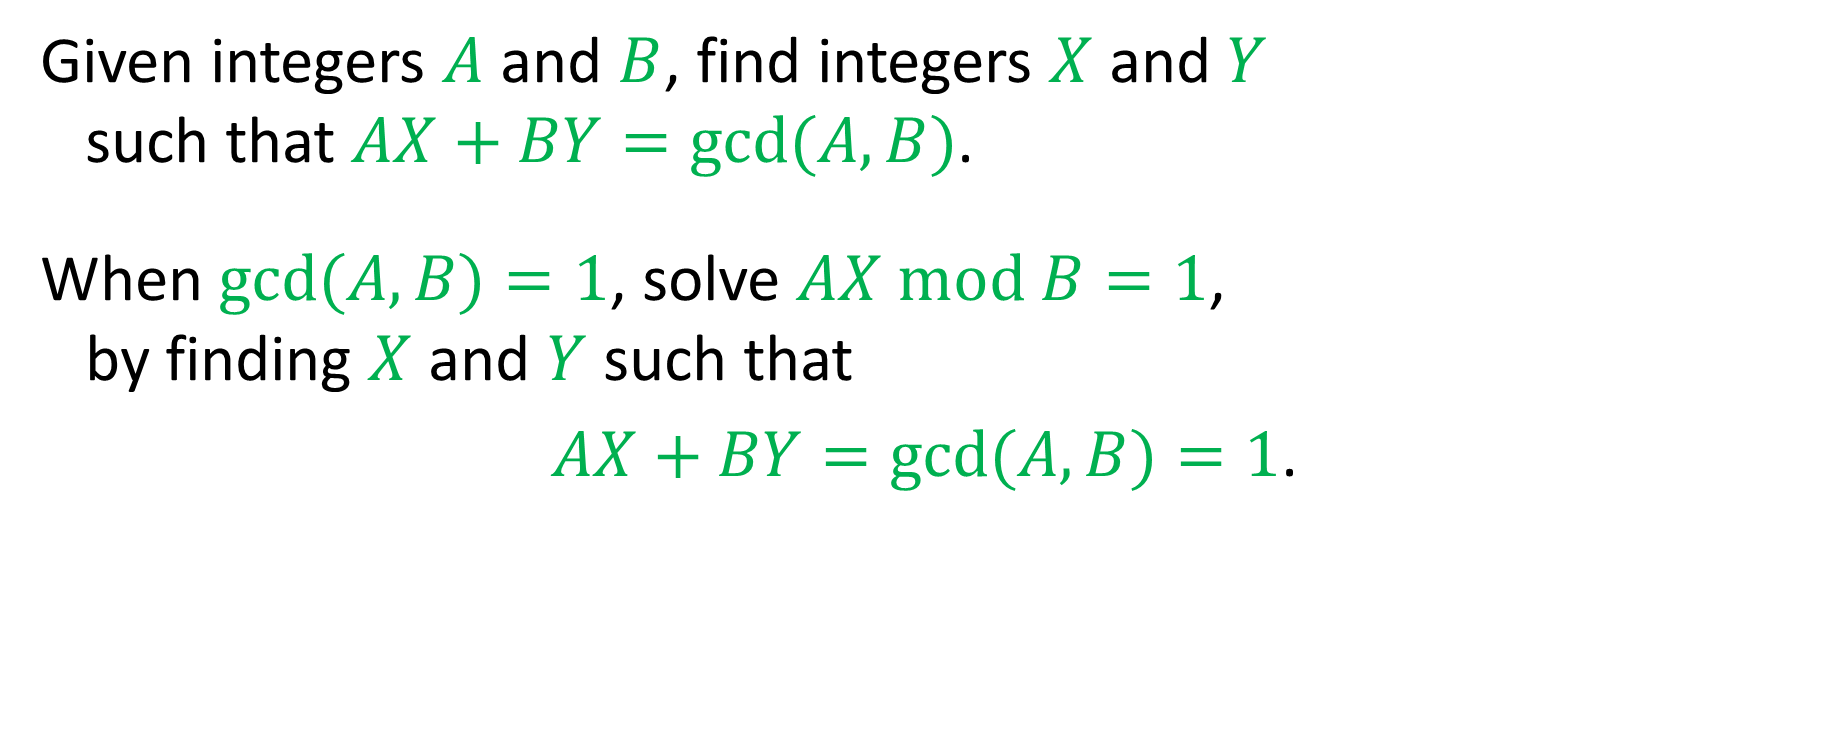 Given integers A and B, find integers X and Y
such that AX + BY = gcd(A, B).
When gcd(A, B) = 1, solve AX mod B = 1,
by finding X and Y such that
AX + BY = gcd(A, B) = 1.